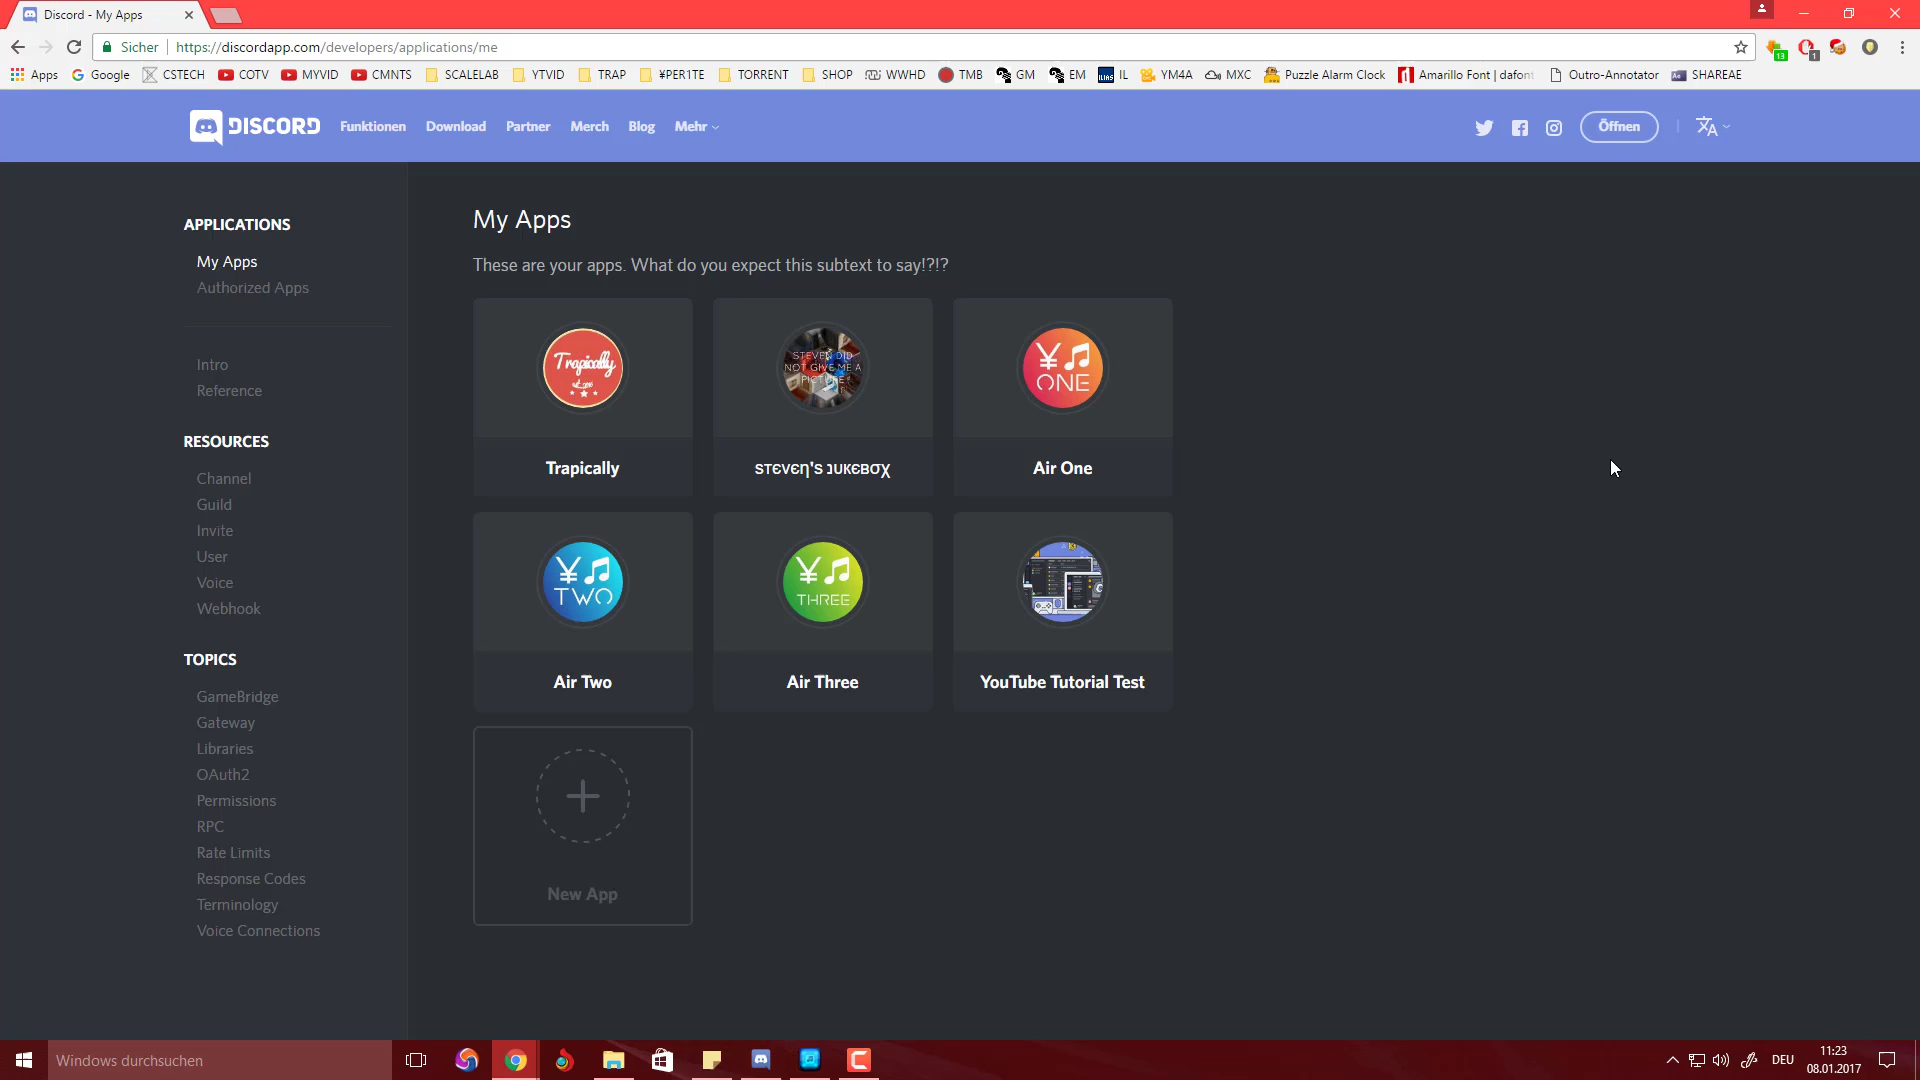 Discord - My Apps
Sicher
https://discordapp.com/developers/applications/me
Apps Google CSTECH COTV MYVID CMNTS SCALELAB YTVID TRAP ¥PER1TE TORRENT SHOP WWHD TMB GM EM IL YM4A MXC Puzzle Alarm Clock Amarillo Font | dafont Outro-Annotator SHAREAE
13
1
DISCORD Funktionen Download Partner Merch Blog Mehr Öffnen
APPLICATIONS
My Apps
Authorized Apps
Intro
Reference
RESOURCES
Channel
Guild
Invite
User
Voice
Webhook
TOPICS
GameBridge
Gateway
Libraries
OAuth2
Permissions
RPC
Rate Limits
Response Codes
Terminology
Voice Connections
My Apps
These are your apps. What do you expect this subtext to say!?!?
Trapically
STEVEN DID
NOT GIVE ME A
PICTURE!
¥
ONE
Trapically
ѕтєνєη'ѕ נυкєвσχ
Air One
¥
TWO
¥
THREE
Air Two
Air Three
YouTube Tutorial Test
New App
Windows durchsuchen
DEU
11:23
08.01.2017